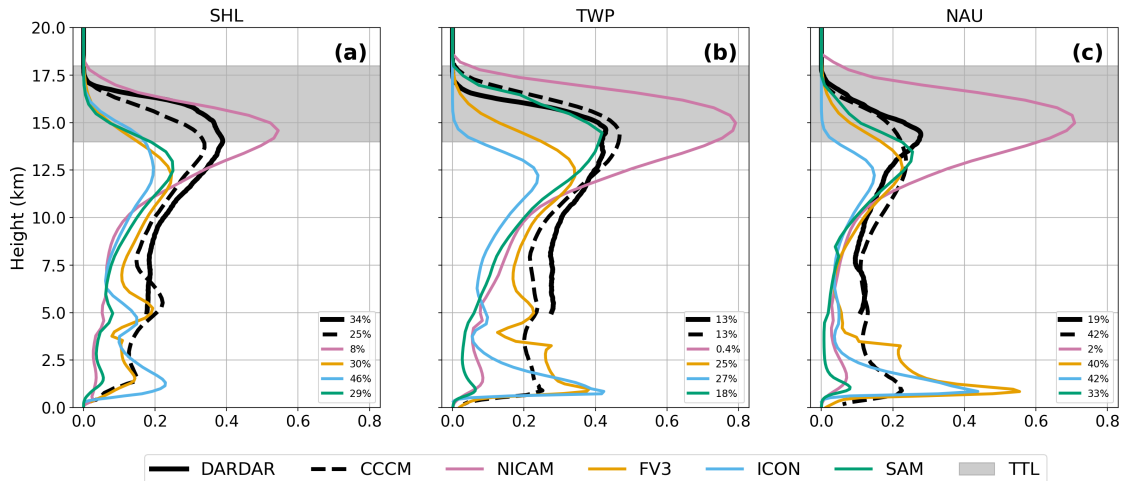 SHL
TWP
NAU
20.0
17.5
15.0
12.5
10.0
7.5
5.0
2.5
0.0
Height (km)
(a)
34%
25%
8%
30%
46%
29%
0.0 0.2 0.4 0.6 0.8
(b)
13%
13%
0.4%
25%
27%
18%
0.0 0.2 0.4 0.6 0.8
(c)
19%
42%
2%
40%
42%
33%
0.0 0.2 0.4 0.6 0.8
DARDAR CCCM NICAM FV3 ICON SAM TTL